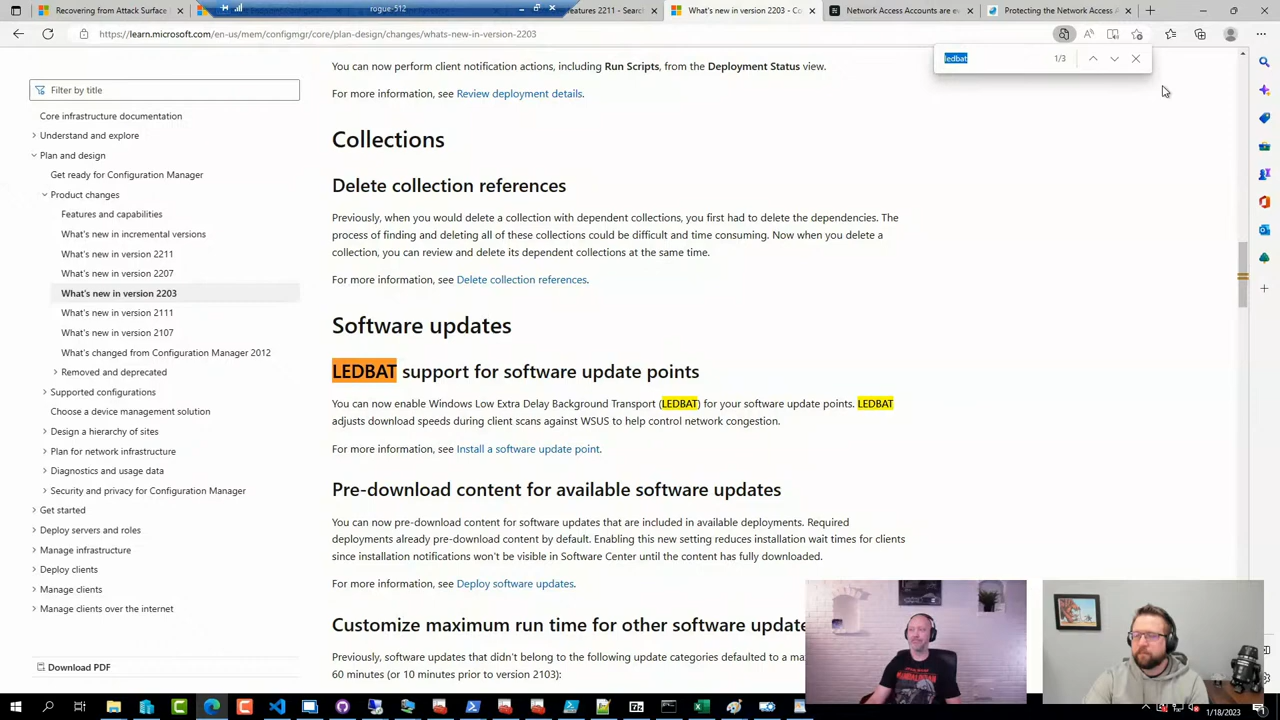 Recovering from Attack Surface
rogue-512
eatures 2211 - Search
What's new in version 2203 - Co
Network Access Accounts are ev
Protecting the Network Access A
https://learn.microsoft.com/en-us/mem/configmgr/core/plan-design/changes/whats-new-in-version-2203
ledbat
1/3
Filter by title
Core infrastructure documentation
Understand and explore
Plan and design
Get ready for Configuration Manager
Product changes
Features and capabilities
What's new in incremental versions
What's new in version 2211
What's new in version 2207
What's new in version 2203
What's new in version 2111
What's new in version 2107
What's changed from Configuration Manager 2012
Removed and deprecated
Supported configurations
Choose a device management solution
Design a hierarchy of sites
Plan for network infrastructure
Diagnostics and usage data
Security and privacy for Configuration Manager
Get started
Deploy servers and roles
Manage infrastructure
Deploy clients
Manage clients
Manage clients over the internet
Download PDF
You can now perform client notification actions, including Run Scripts, from the Deployment Status view.
For more information, see Review deployment details.
Collections
Delete collection references
Previously, when you would delete a collection with dependent collections, you first had to delete the dependencies. The
process of finding and deleting all of these collections could be difficult and time consuming. Now when you delete a
collection, you can review and delete its dependent collections at the same time.
For more information, see Delete collection references.
Software updates
LEDBAT support for software update points
You can now enable Windows Low Extra Delay Background Transport (LEDBAT) for your software update points. LEDBAT
adjusts download speeds during client scans against WSUS to help control network congestion.
For more information, see Install a software update point.
Pre-download content for available software updates
You can now pre-download content for software updates that are included in available deployments. Required
deployments already pre-download content by default. Enabling this new setting reduces installation wait times for clients
since installation notifications won't be visible in Software Center until the content has fully downloaded.
For more information, see Deploy software updates.
Customize maximum run time for other software update
Previously, software updates that didn't belong to the following update categories defaulted to a ma
60 minutes (or 10 minutes prior to version 2103):
1/18/2023